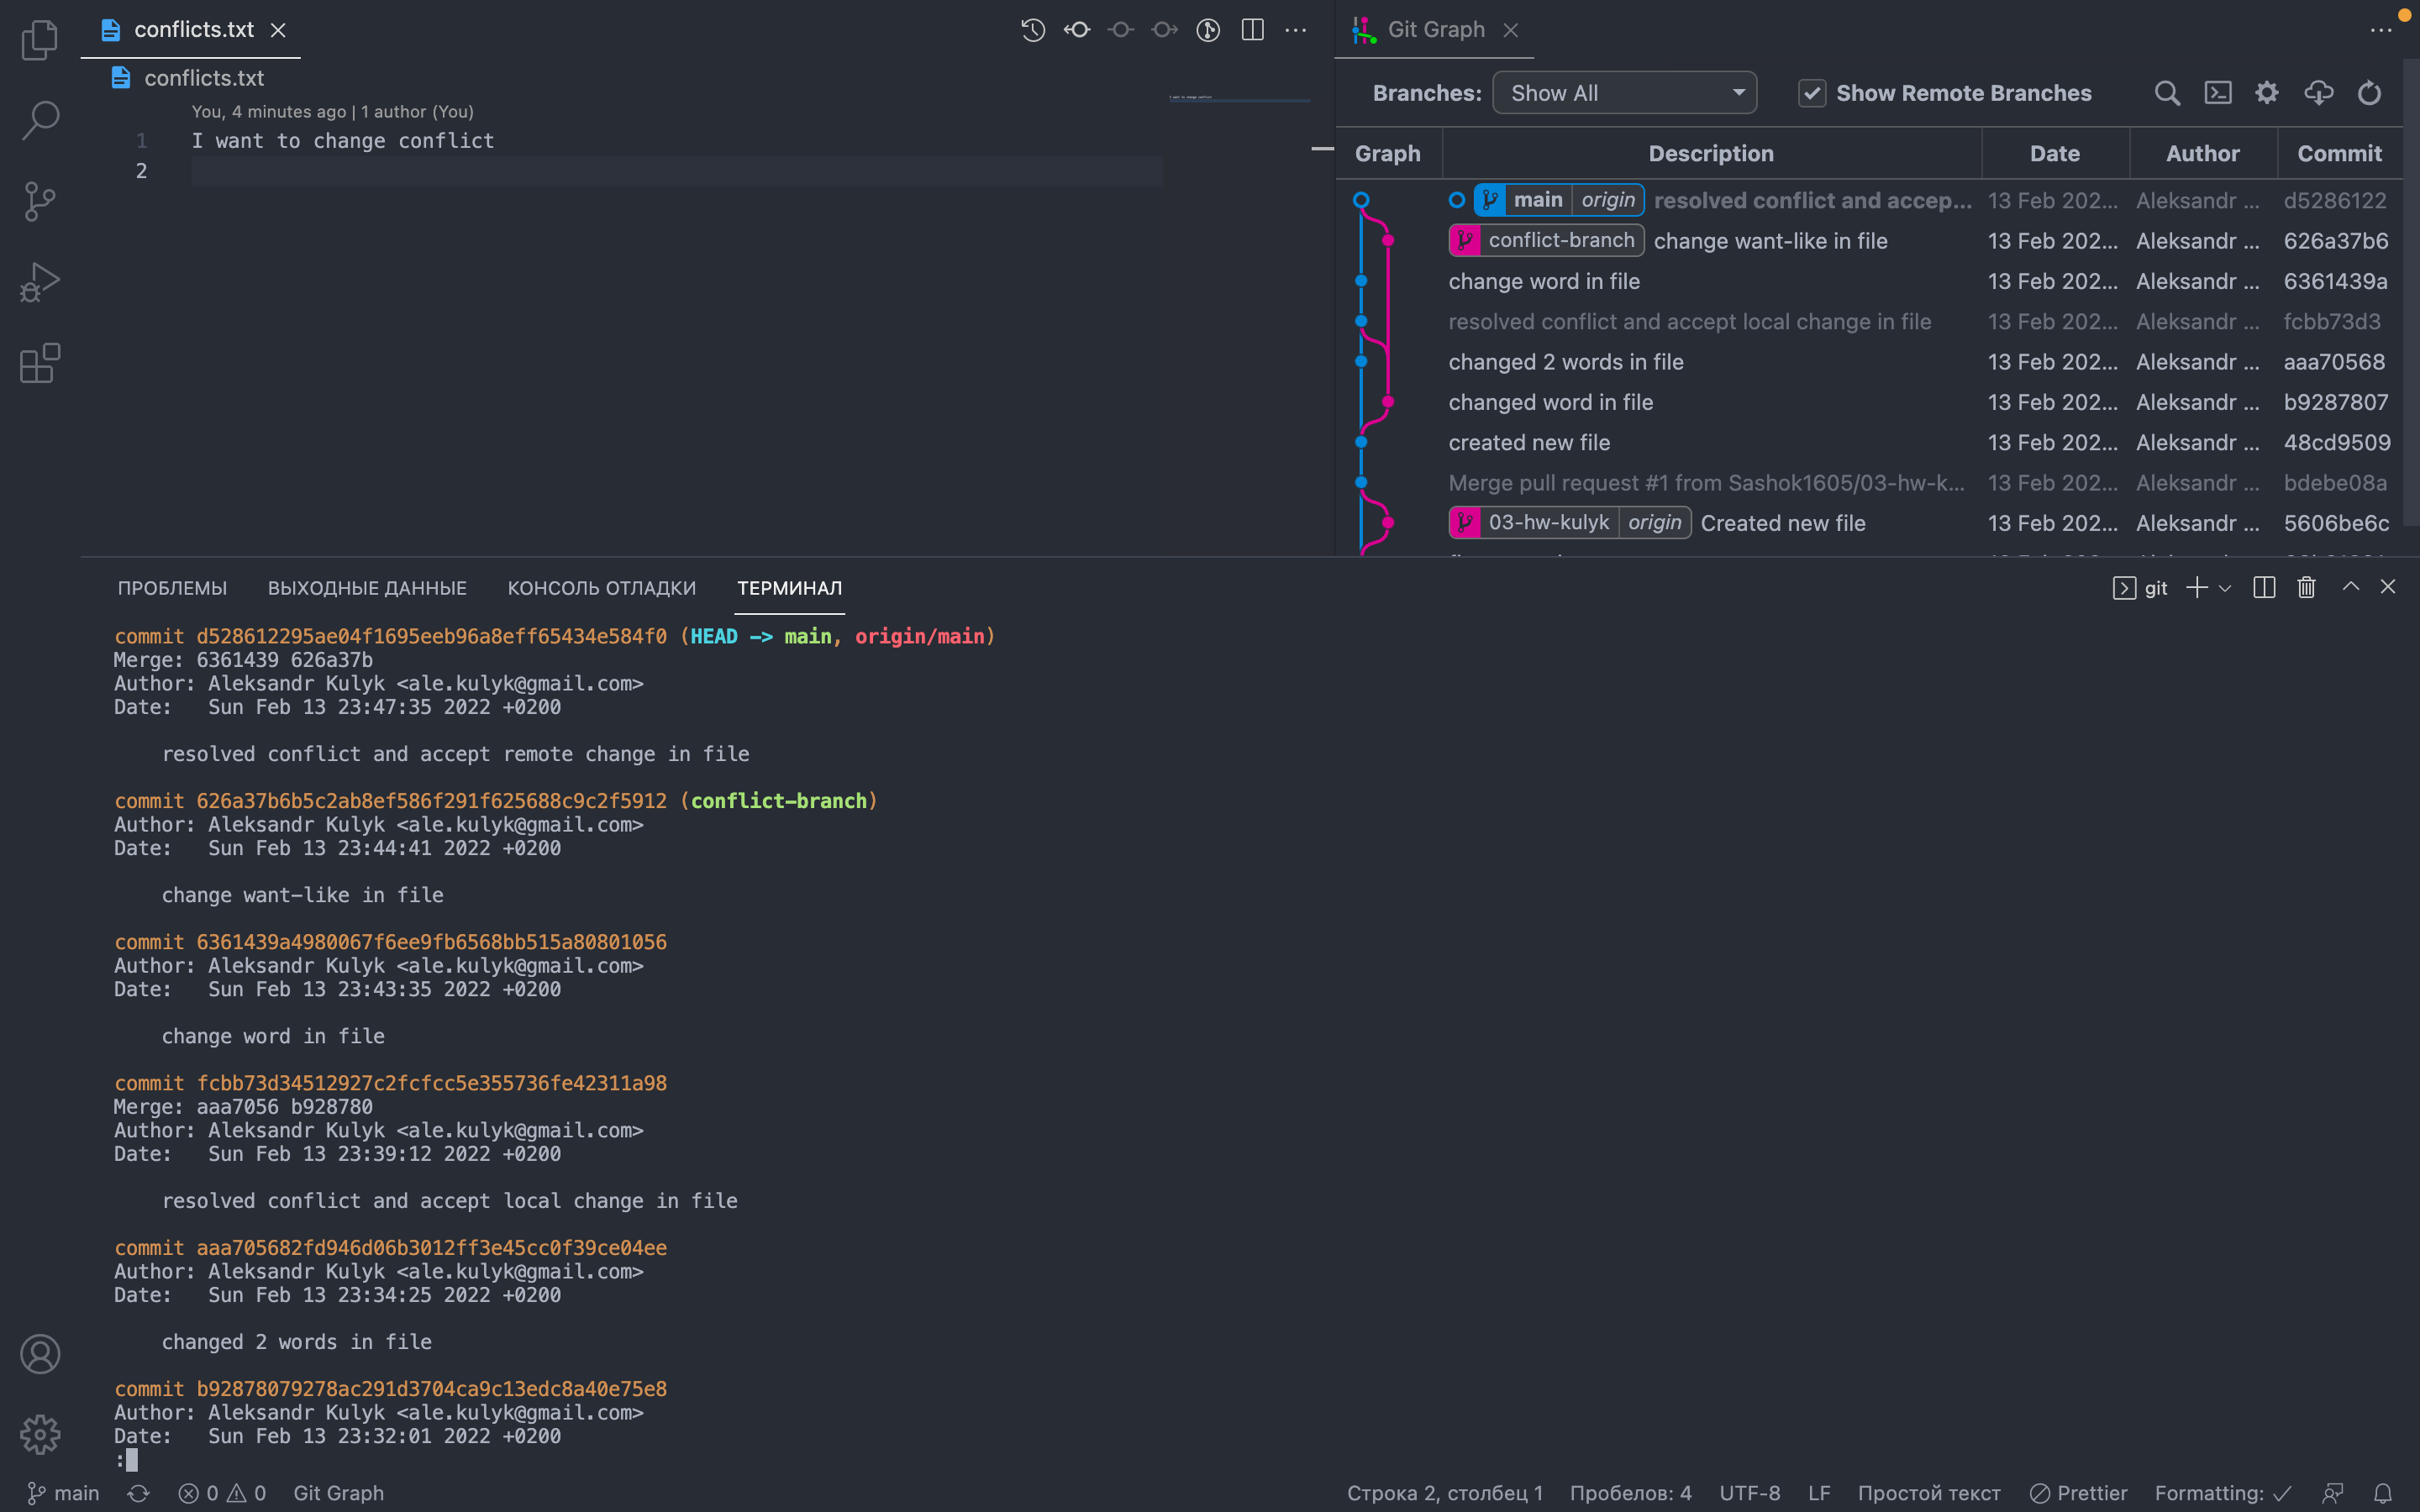 conflicts.txt
conflicts.txt
You, 4 minutes ago | 1 author (You)
1 I want to change conflict
2
Git Graph
Branches: Show All Show Remote Branches
Graph Description Date Author Commit
main origin resolved conflict and accep... 13 Feb 202... Aleksandr ... d5286122
conflict-branch change want-like in file 13 Feb 202... Aleksandr ... 626a37b6
change word in file 13 Feb 202... Aleksandr ... 6361439a
resolved conflict and accept local change in file 13 Feb 202... Aleksandr ... fcbb73d3
changed 2 words in file 13 Feb 202... Aleksandr ... aaa70568
changed word in file 13 Feb 202... Aleksandr ... b9287807
created new file 13 Feb 202... Aleksandr ... 48cd9509
Merge pull request #1 from Sashok1605/03-hw-k... 13 Feb 202... Aleksandr ... bdebe08a
03-hw-kulyk origin Created new file 13 Feb 202... Aleksandr ... 5606be6c
ПРОБЛЕМЫ ВЫХОДНЫЕ ДАННЫЕ КОНСОЛЬ ОТЛАДКИ ТЕРМИНАЛ git
commit d528612295ae04f1695eeb96a8eff65434e584f0 (HEAD -> main, origin/main)
Merge: 6361439 626a37b
Author: Aleksandr Kulyk <ale.kulyk@gmail.com>
Date:   Sun Feb 13 23:47:35 2022 +0200
resolved conflict and accept remote change in file
commit 626a37b6b5c2ab8ef586f291f625688c9c2f5912 (conflict-branch)
Author: Aleksandr Kulyk <ale.kulyk@gmail.com>
Date:   Sun Feb 13 23:44:41 2022 +0200
change want-like in file
commit 6361439a4980067f6ee9fb6568bb515a80801056
Author: Aleksandr Kulyk <ale.kulyk@gmail.com>
Date:   Sun Feb 13 23:43:35 2022 +0200
change word in file
commit fcbb73d34512927c2fcfcc5e355736fe42311a98
Merge: aaa7056 b928780
Author: Aleksandr Kulyk <ale.kulyk@gmail.com>
Date:   Sun Feb 13 23:39:12 2022 +0200
resolved conflict and accept local change in file
commit aaa705682fd946d06b3012ff3e45cc0f39ce04ee
Author: Aleksandr Kulyk <ale.kulyk@gmail.com>
Date:   Sun Feb 13 23:34:25 2022 +0200
changed 2 words in file
commit b92878079278ac291d3704ca9c13edc8a40e75e8
Author: Aleksandr Kulyk <ale.kulyk@gmail.com>
Date:   Sun Feb 13 23:32:01 2022 +0200
:
main 0 0 Git Graph Строка 2, столбец 1 Пробелов: 4 UTF-8 LF Простой текст Prettier Formatting: ✓